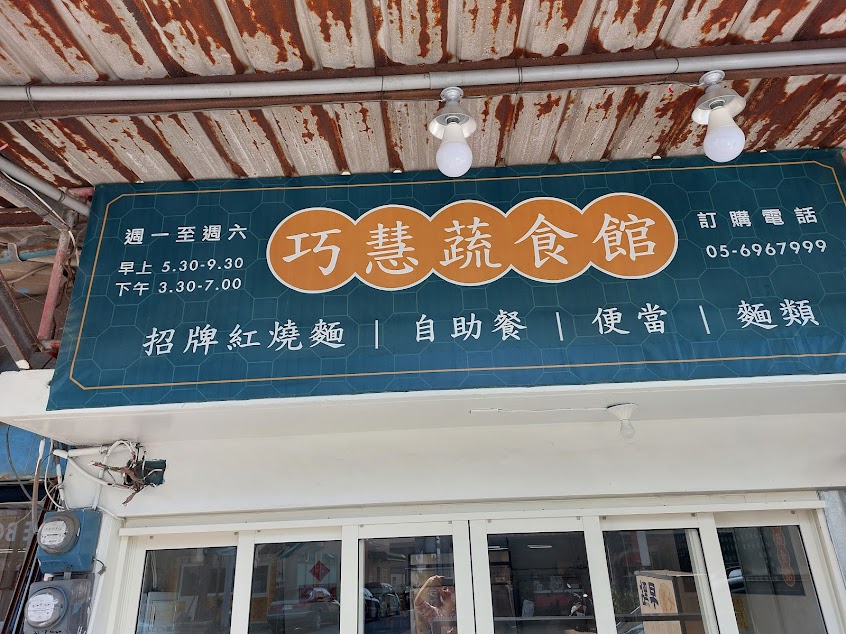 週一至週六
早上 5.30-9.30
下午 3.30-7.00
巧慧蔬食館
訂購電話
05-6967999
招牌紅燒麵｜自助餐｜便當｜麵類